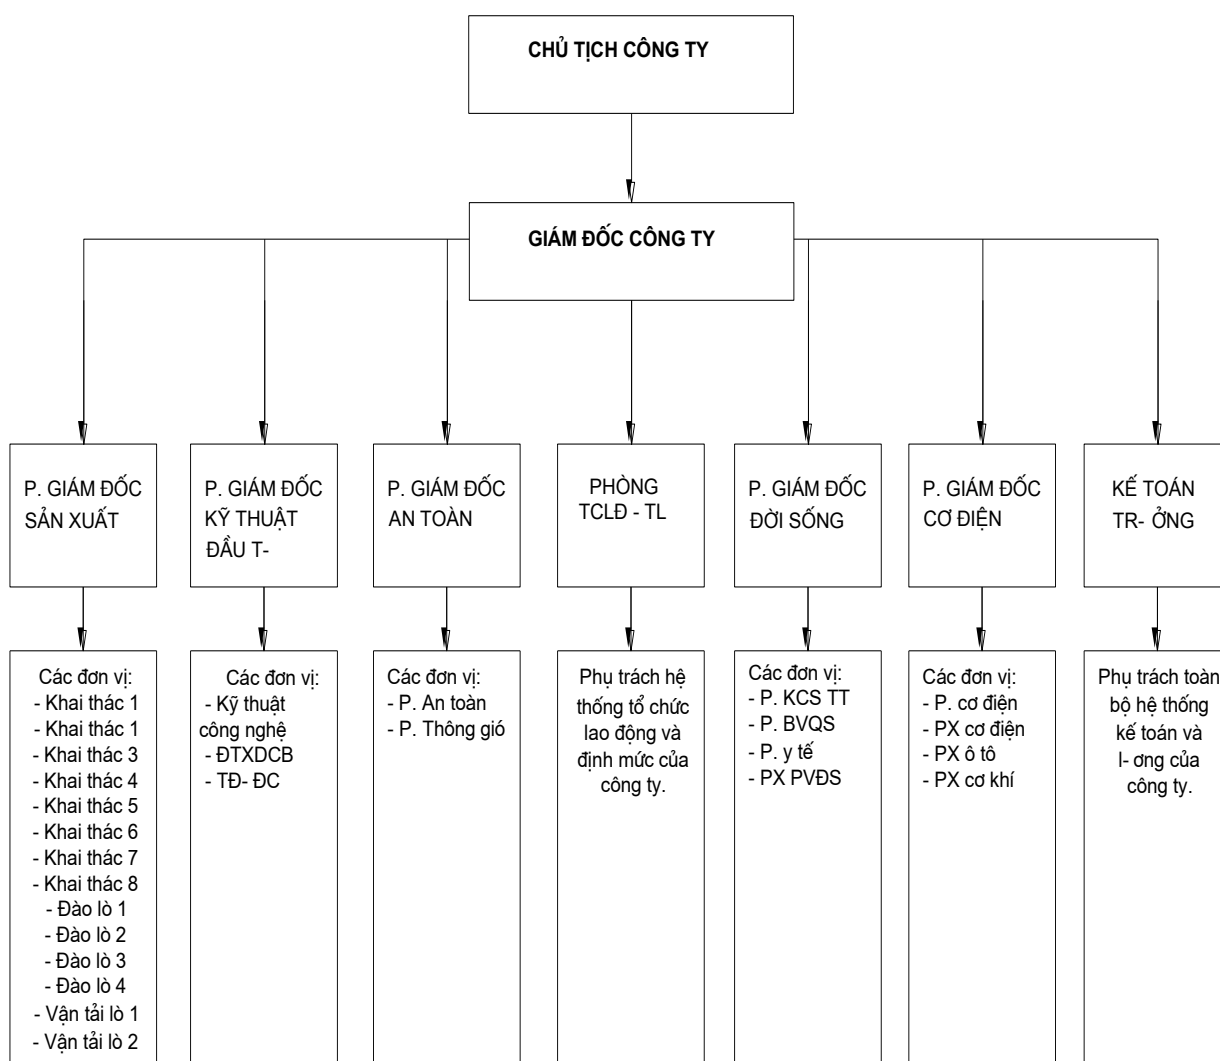 CHỦ TỊCH CÔNG TY
GIÁM ĐỐC CÔNG TY
P. GIÁM ĐỐC
SẢN XUẤT
P. GIÁM ĐỐC
KỸ THUẬT
ĐẦU T-
P. GIÁM ĐỐC
AN TOÀN
PHÒNG
TCLĐ - TL
P. GIÁM ĐỐC
ĐỜI SỐNG
P. GIÁM ĐỐC
CƠ ĐIỆN
KẾ TOÁN
TR- ỞNG
Các đơn vị:
- Khai thác 1
- Khai thác 1
- Khai thác 3
- Khai thác 4
- Khai thác 5
- Khai thác 6
- Khai thác 7
- Khai thác 8
- Đào lò 1
- Đào lò 2
- Đào lò 3
- Đào lò 4
- Vận tải lò 1
- Vận tải lò 2
Các đơn vị:
- Kỹ thuật
công nghệ
- ĐTXDCB
- TĐ- ĐC
Các đơn vị:
- P. An toàn
- P. Thông gió
Phụ trách hệ
thống tổ chức
lao động và
định mức của
công ty.
Các đơn vị:
- P. KCS TT
- P. BVQS
- P. y tế
- PX PVĐS
Các đơn vị:
- P. cơ điện
- PX cơ điện
- PX ô tô
- PX cơ khí
Phụ trách toàn
bộ hệ thống
kế toán và
l- ơng của
công ty.